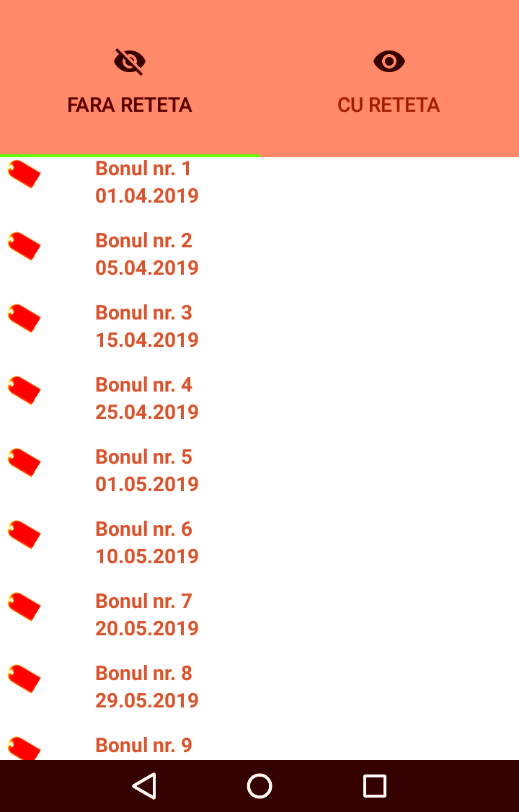 FARA RETETA
CU RETETA
Bonul nr. 1
01.04.2019
Bonul nr. 2
05.04.2019
Bonul nr. 3
15.04.2019
Bonul nr. 4
25.04.2019
Bonul nr. 5
01.05.2019
Bonul nr. 6
10.05.2019
Bonul nr. 7
20.05.2019
Bonul nr. 8
29.05.2019
Bonul nr. 9